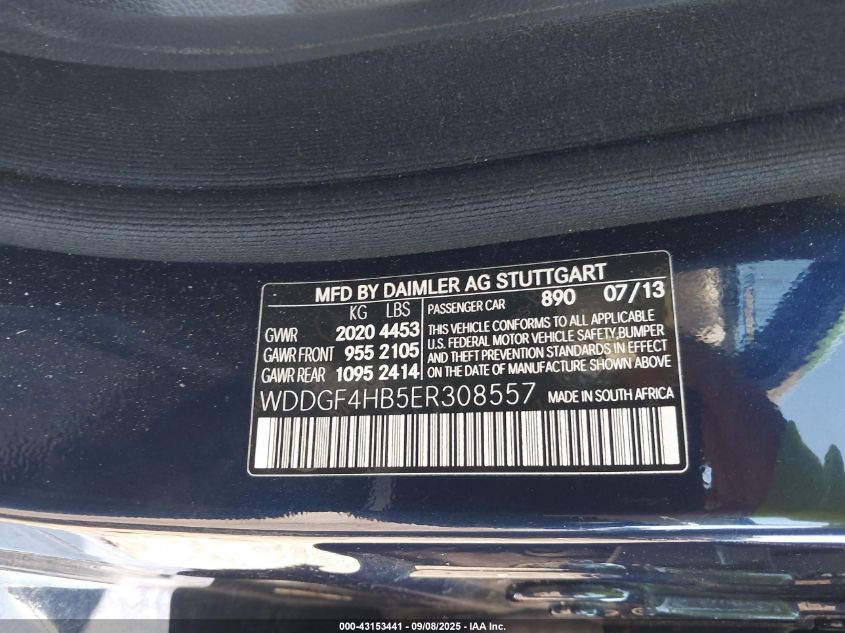 MFD BY DAIMLER AG STUTTGART
KG LBS
GVWR 2020 4453
GAWR FRONT 955 2105
GAWR REAR 1095 2414
PASSENGER CAR 890 07/13
THIS VEHICLE CONFORMS TO ALL APPLICABLE
U.S. FEDERAL MOTOR VEHICLE SAFETY,BUMPER
AND THEFT PREVENTION STANDARDS IN EFFECT
ON THE DATE OF MANUFACTURE SHOWN ABOVE
WDDGF4HB5ER308557 MADE IN SOUTH AFRICA
000-43153441 - 09/08/2025 - IAA Inc.